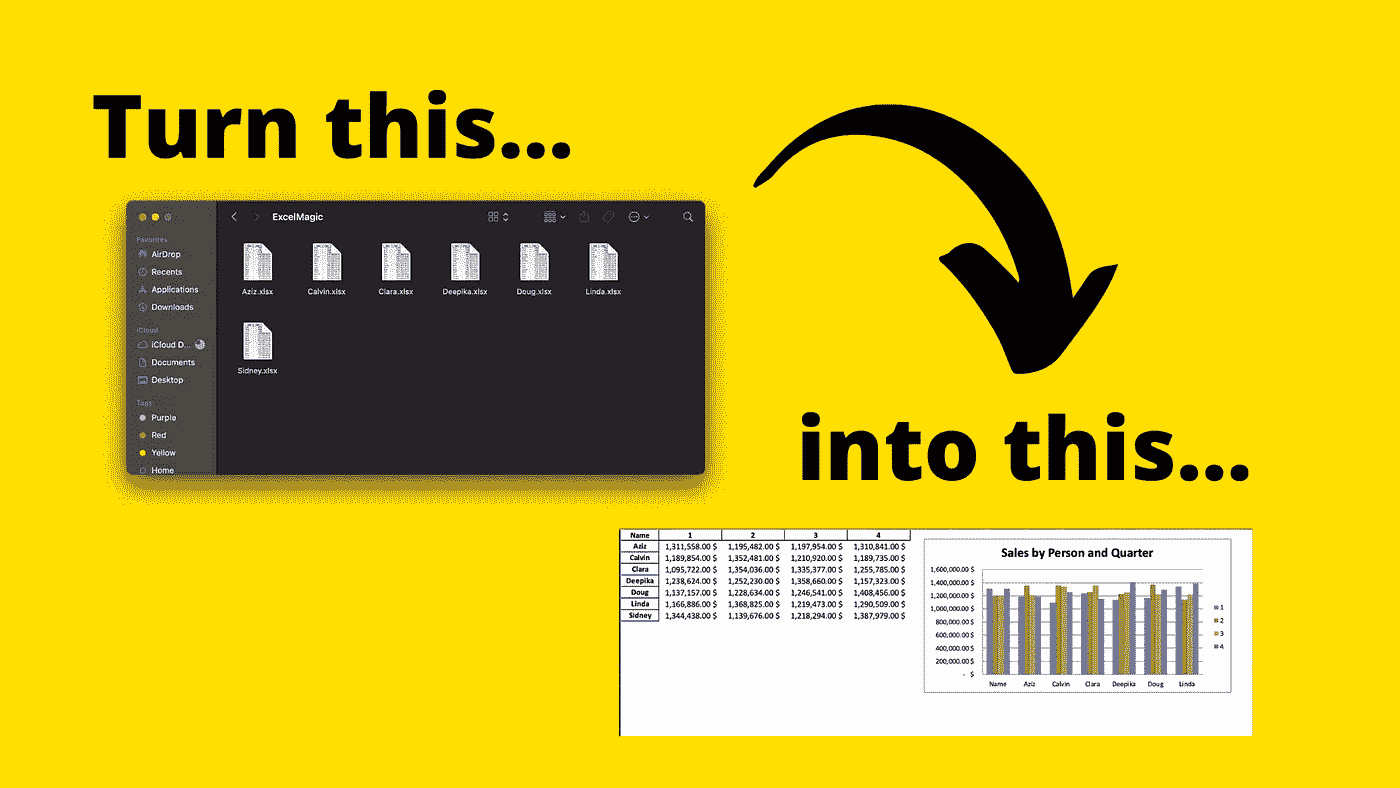 Turn this...
ExcelMagic
Favorites
AirDrop
Recents
Applications
Downloads
iCloud
iCloud D...
Documents
Desktop
Tags
Purple
Red
Yellow
Home
Aziz.xlsx Calvin.xlsx Clara.xlsx Deepika.xlsx Doug.xlsx Linda.xlsx
Sidney.xlsx
into this...
Name 1 2 3 4
Aziz 1,311,558.00 $ 1,195,482.00 $ 1,197,954.00 $ 1,310,841.00 $
Calvin 1,189,856.00 $ 1,352,481.00 $ 1,210,920.00 $ 1,189,735.00 $
Clara 1,095,722.00 $ 1,354,036.00 $ 1,335,377.00 $ 1,255,785.00 $
Deepika 1,238,624.00 $ 1,252,230.00 $ 1,358,660.00 $ 1,157,323.00 $
Doug 1,137,157.00 $ 1,228,634.00 $ 1,246,541.00 $ 1,408,456.00 $
Linda 1,166,886.00 $ 1,368,825.00 $ 1,219,473.00 $ 1,290,509.00 $
Sidney 1,344,438.00 $ 1,139,676.00 $ 1,218,294.00 $ 1,387,979.00 $
Sales by Person and Quarter
1,600,000.00 $
1,400,000.00 $
1,200,000.00 $
1,000,000.00 $
800,000.00 $
600,000.00 $
400,000.00 $
200,000.00 $
- $
Name Aziz Calvin Clara Deepika Doug Linda
1
2
3
4